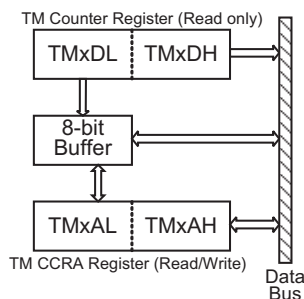 TM Counter Register (Read only)
TMxDL TMxDH
8-bit
Buffer
TMxAL TMxAH
TM CCRA Register (Read/Write)
Data
Bus